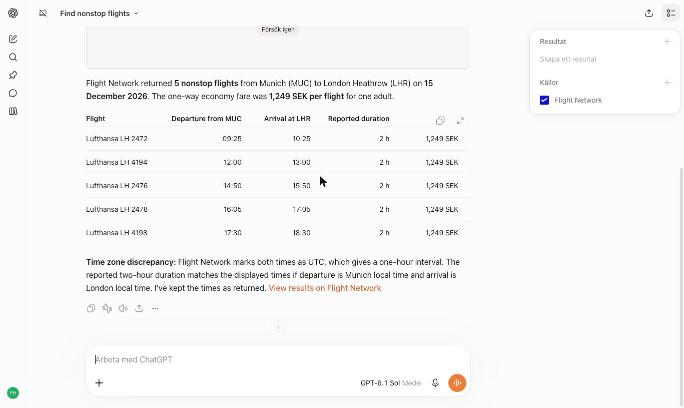 Find nonstop flights
Försök igen
Flight Network returned 5 nonstop flights from Munich (MUC) to London Heathrow (LHR) on 15
December 2026. The one-way economy fare was 1,249 SEK per flight for one adult.
Flight Departure from MUC Arrival at LHR Reported duration
Lufthansa LH 2472 09:25 10:25 2 h 1,249 SEK
Lufthansa LH 4194 12:00 13:00 2 h 1,249 SEK
Lufthansa LH 2476 14:50 15:50 2 h 1,249 SEK
Lufthansa LH 2478 16:05 17:05 2 h 1,249 SEK
Lufthansa LH 4198 17:30 18:30 2 h 1,249 SEK
Time zone discrepancy: Flight Network marks both times as UTC, which gives a one-hour interval. The
reported two-hour duration matches the displayed times if departure is Munich local time and arrival is
London local time. I've kept the times as returned. View results on Flight Network
Arbeta med ChatGPT
GPT-6.1 Sol Medel
Resultat
Skapa ett resultat
Källor
Flight Network